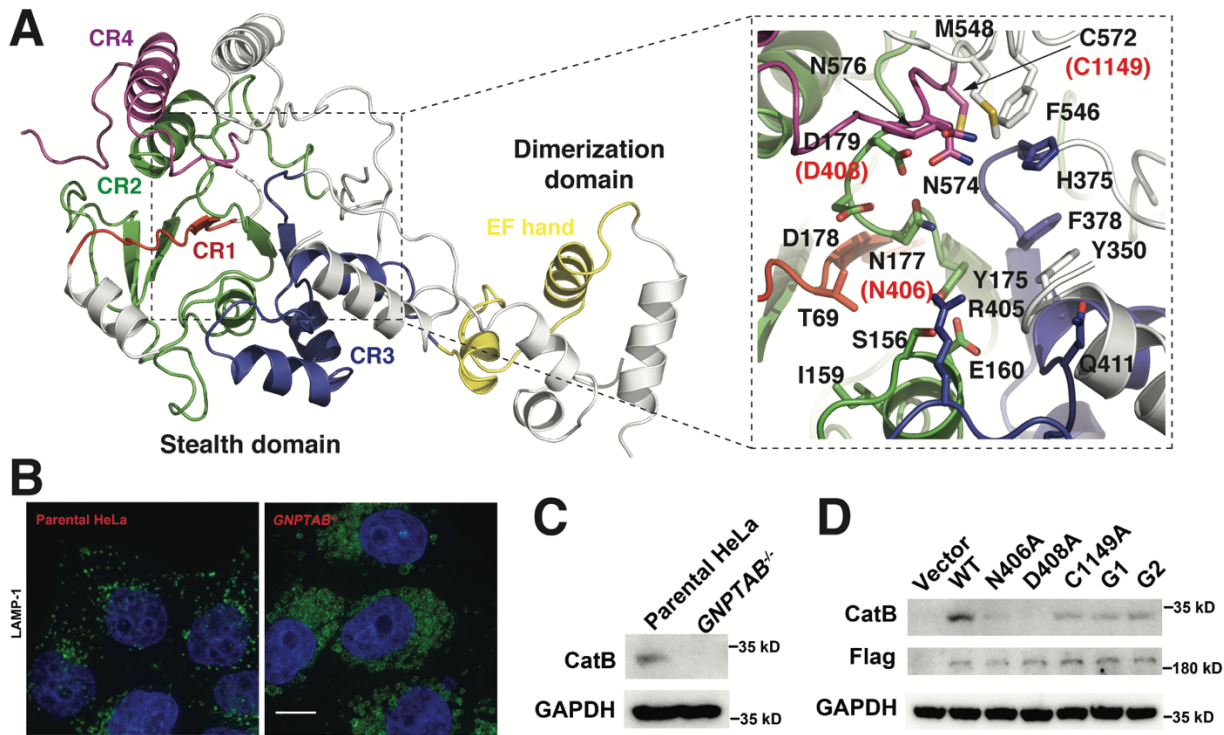 A
CR4
CR2
CR1
CR3
Stealth domain
Dimerization
domain
EF hand
M548
C572
(C1149)
N576
F546
D179
(D408)
N574
H375
F378
D178
Y350
N177
(N406)
Y175
R405
T69
S156
E160
Q411
I159
B
Parental HeLa
GNPTAB
LAMP-1
C
Parental HeLa
GNPTAB-/-
CatB
35 kD
GAPDH
35 kD
D
Vector
WT
N406A
D408A
C1149A
G1
G2
CatB
35 kD
Flag
180 kD
GAPDH
35 kD